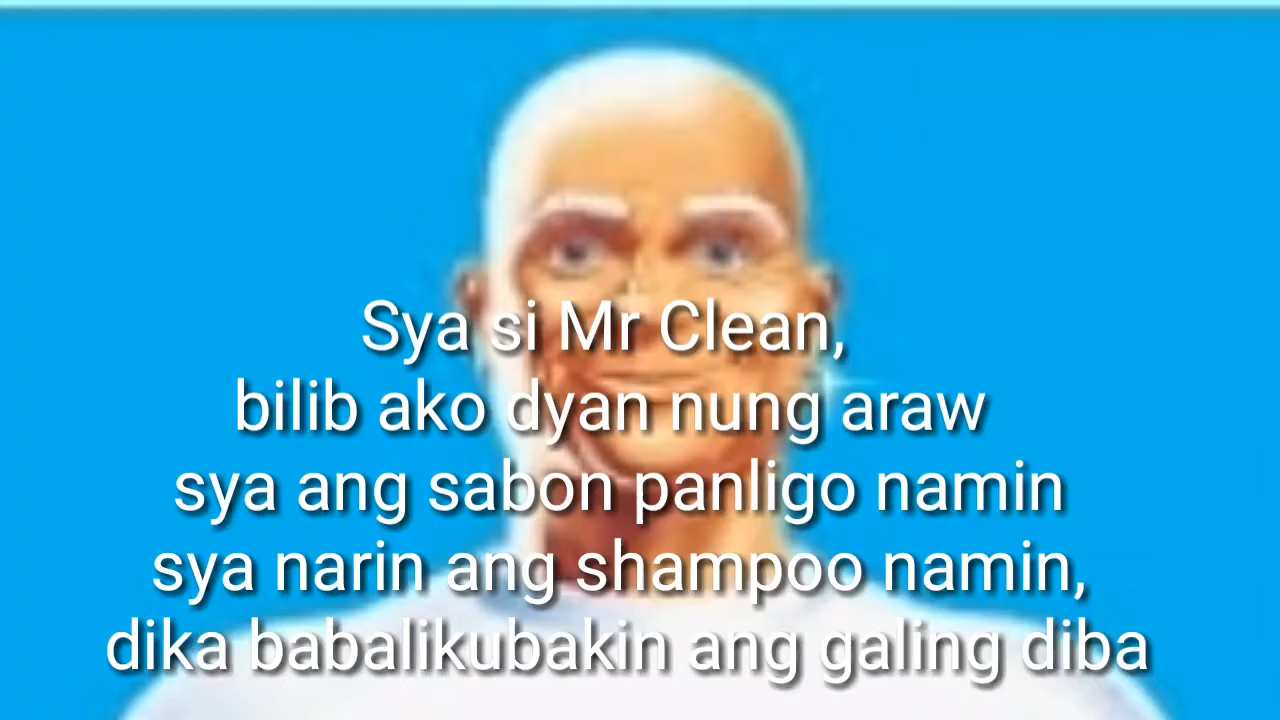 Sya si Mr Clean,
bilib ako dyan nung araw
sya ang sabon panligo namin
sya narin ang shampoo namin,
dika babalikubakin ang galing diba